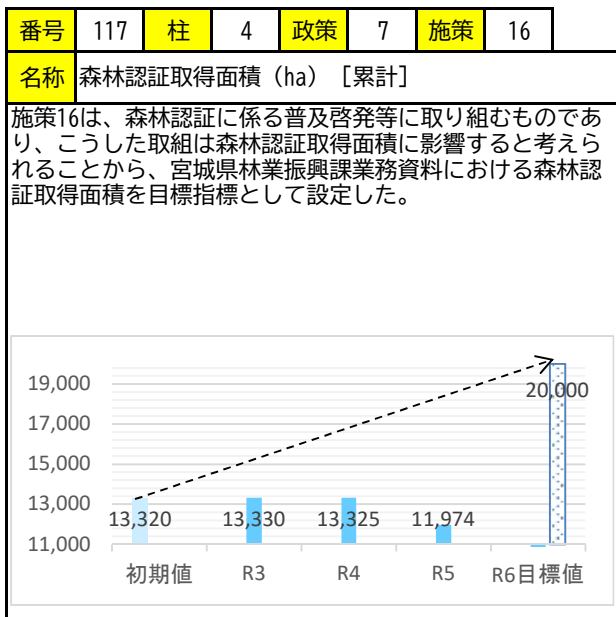 番号 117 柱 4 政策 7 施策 16
名称 森林認証取得面積（ha）［累計］
施策16は、森林認証に係る普及啓発等に取り組むものであ
り、こうした取組は森林認証取得面積に影響すると考えら
れることから、宮城県林業振興課業務資料における森林認
証取得面積を目標指標として設定した。
19,000
17,000
15,000
13,000
11,000
13,320 13,330 13,325 11,974 20,000
初期値 R3 R4 R5 R6目標値